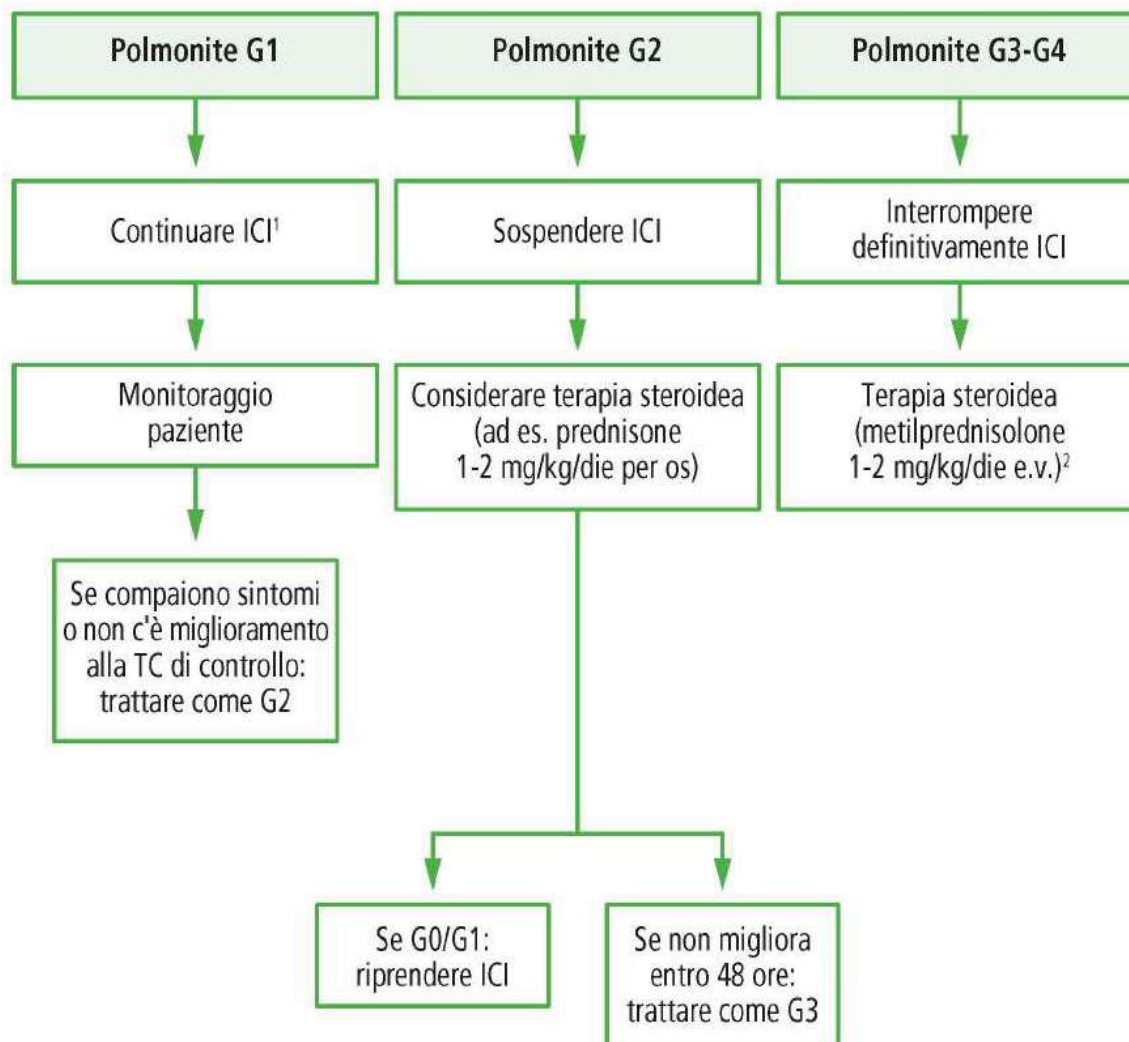 Polmonite G1
Polmonite G2
Polmonite G3-G4
Continuare ICI¹
Sospendere ICI
Interrompere
definitivamente ICI
Monitoraggio
paziente
Considerare terapia steroidea
(ad es. prednisone
1-2 mg/kg/die per os)
Terapia steroidea
(metilprednisolone
1-2 mg/kg/die e.v.)²
Se compaiono sintomi
o non c'è miglioramento
alla TC di controllo:
trattare come G2
Se G0/G1:
riprendere ICI
Se non migliora
entro 48 ore:
trattare come G3